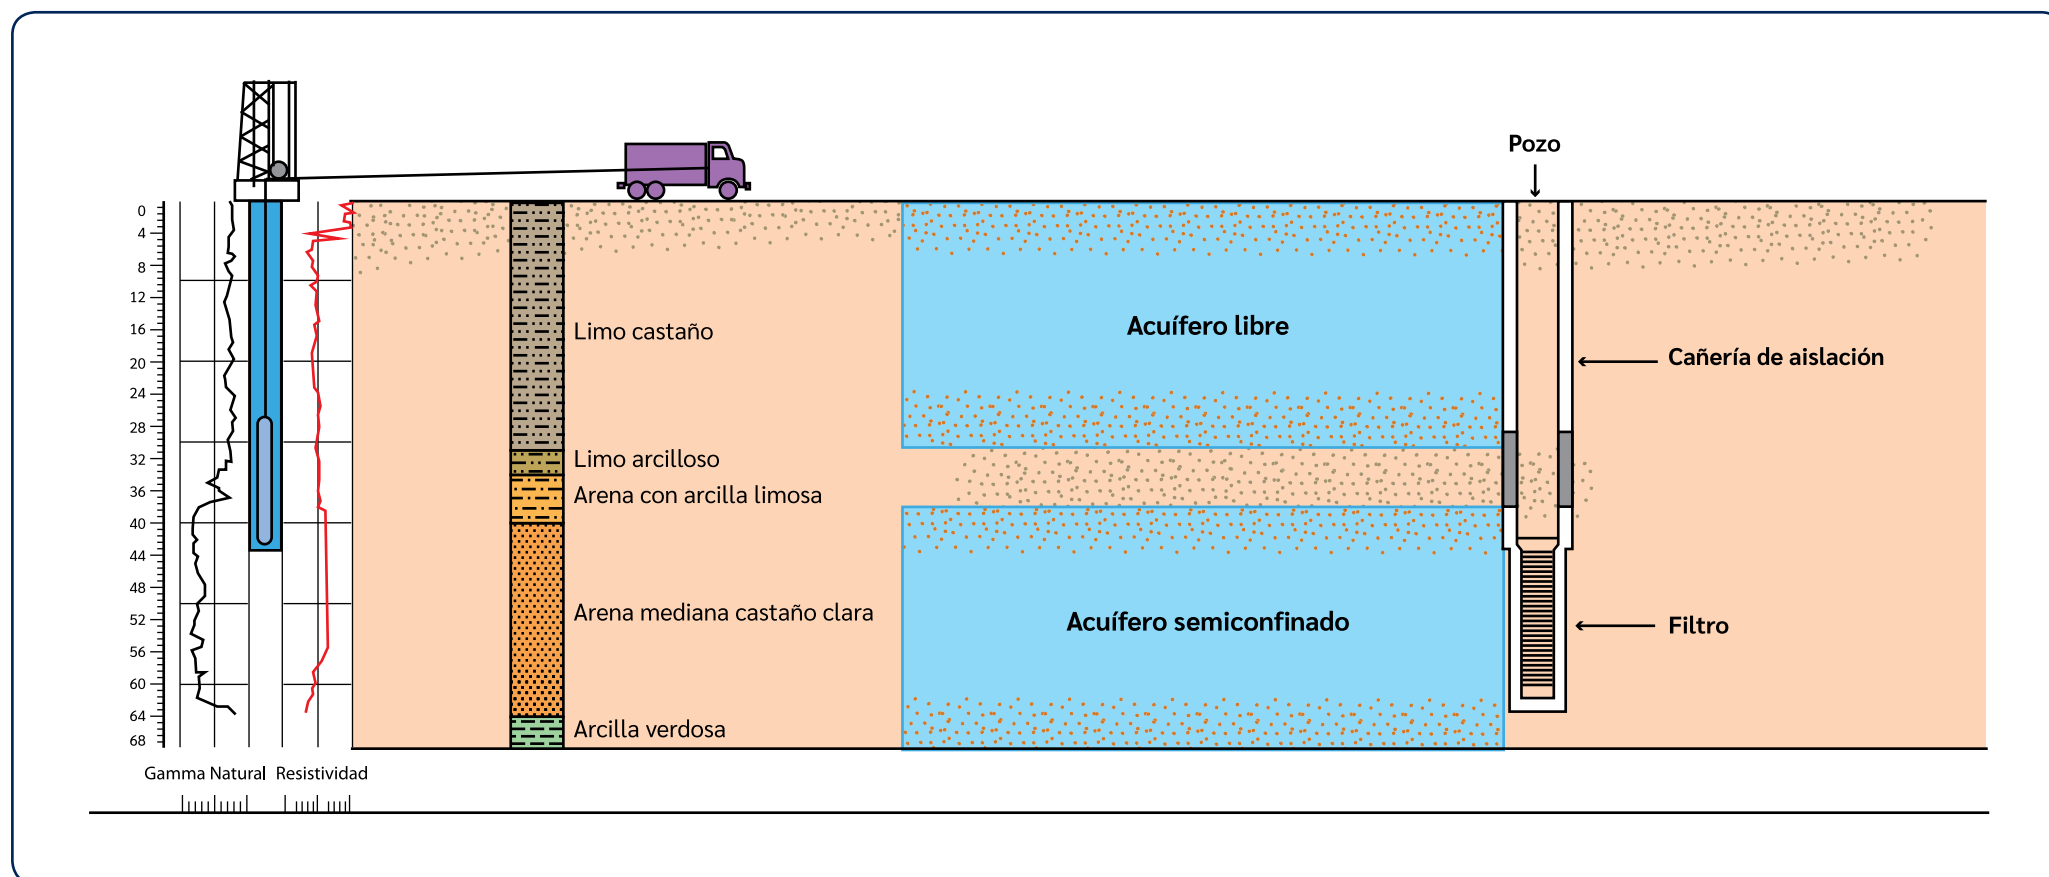 Pozo
0
4
8
12
16
20
24
28
32
36
40
44
48
52
56
60
64
68
Limo castaño
Limo arcilloso
Arena con arcilla limosa
Arena mediana castaño clara
Arcilla verdosa
Acuífero libre
Acuífero semiconfinado
Cañería de aislación
Filtro
Gamma Natural Resistividad